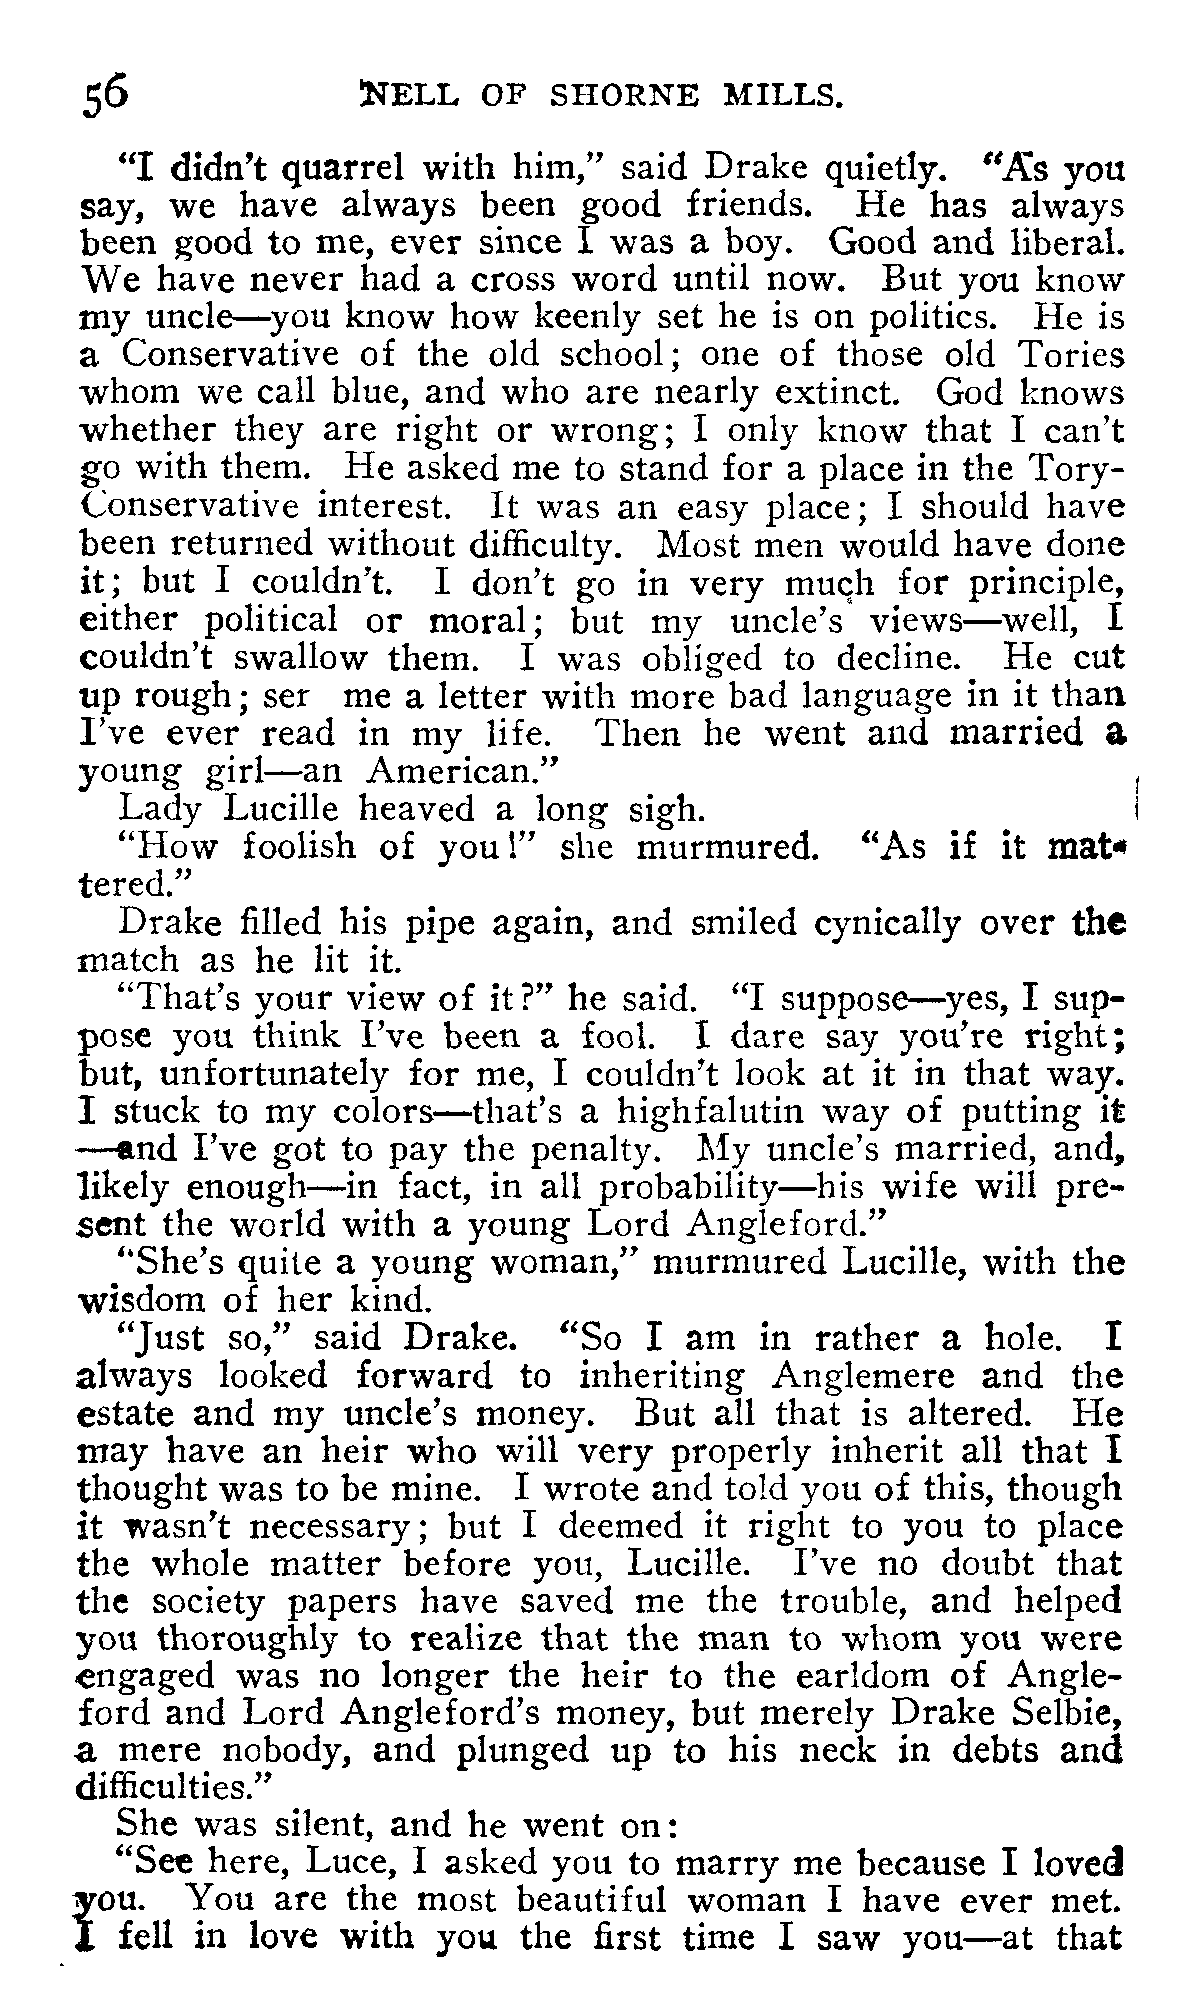 56 NELL OF SHORNE MILLS.
"I didn't quarrel with him," said Drake quietly. "As you
say, we have always been good friends. He has always
been good to me, ever since I was a boy. Good and liberal.
We have never had a cross word until now. But you know
my uncle—you know how keenly set he is on politics. He is
a Conservative of the old school; one of those old Tories
whom we call blue, and who are nearly extinct. God knows
whether they are right or wrong; I only know that I can't
go with them. He asked me to stand for a place in the Tory-
Conservative interest. It was an easy place; I should have
been returned without difficulty. Most men would have done
it; but I couldn't. I don't go in very much for principle,
either political or moral; but my uncle's views—well, I
couldn't swallow them. I was obliged to decline. He cut
up rough; ser me a letter with more bad language in it than
I've ever read in my life. Then he went and married a
young girl—an American."
Lady Lucille heaved a long sigh.
"How foolish of you!" she murmured. "As if it mat-
tered."
Drake filled his pipe again, and smiled cynically over the
match as he lit it.
"That's your view of it?" he said. "I suppose—yes, I sup-
pose you think I've been a fool. I dare say you're right;
but, unfortunately for me, I couldn't look at it in that way.
I stuck to my colors—that's a highfalutin way of putting it
—and I've got to pay the penalty. My uncle's married, and,
likely enough—in fact, in all probability—his wife will pre-
sent the world with a young Lord Angleford."
"She's quite a young woman," murmured Lucille, with the
wisdom of her kind.
"Just so," said Drake. "So I am in rather a hole. I
always looked forward to inheriting Anglemere and the
estate and my uncle's money. But all that is altered. He
may have an heir who will very properly inherit all that I
thought was to be mine. I wrote and told you of this, though
it wasn't necessary; but I deemed it right to you to place
the whole matter before you, Lucille. I've no doubt that
the society papers have saved me the trouble, and helped
you thoroughly to realize that the man to whom you were
engaged was no longer the heir to the earldom of Angle-
ford and Lord Angleford's money, but merely Drake Selbie,
a mere nobody, and plunged up to his neck in debts and
difficulties."
She was silent, and he went on:
"See here, Luce, I asked you to marry me because I loved
you. You are the most beautiful woman I have ever met.
I fell in love with you the first time I saw you—at that